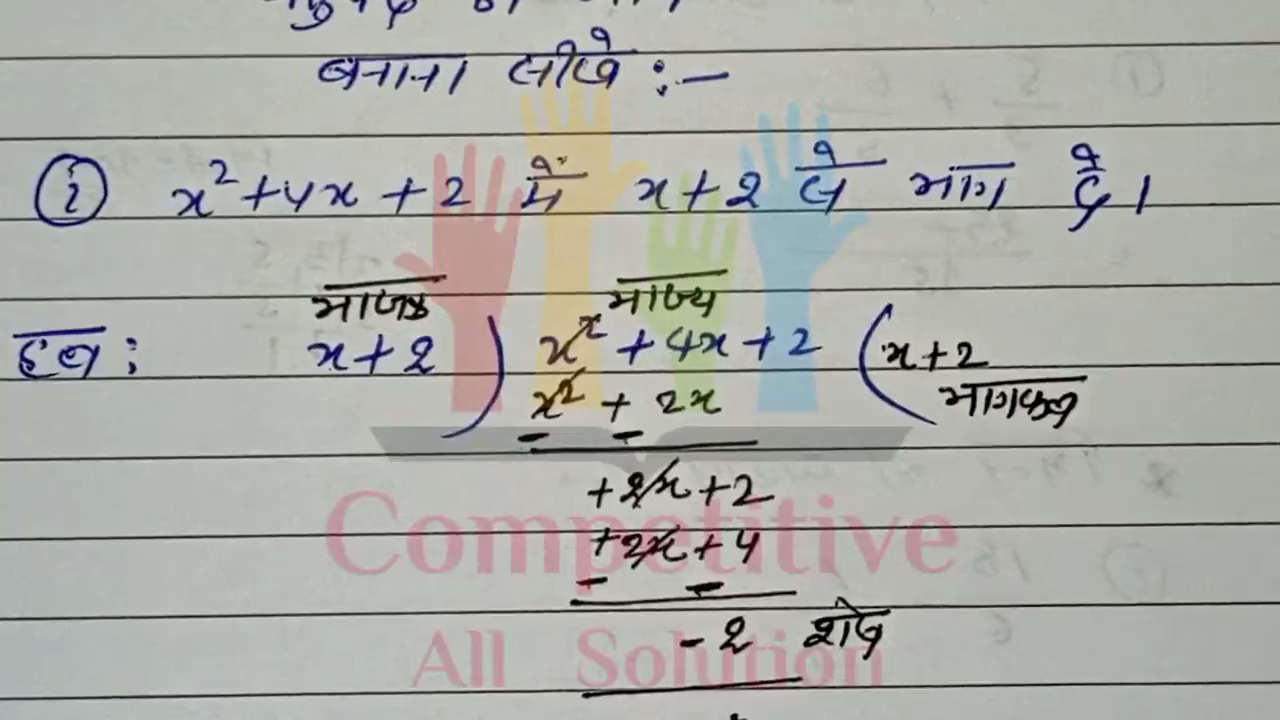 बनाना सीखे :-
(i) x² + 4x + 2 में x + 2 से भाग दें।
भाजक भाज्य
हल : x + 2 ) x² + 4x + 2 ( x + 2
x² + 2x भागफल
- -
+ 2x + 2
+ 2x + 4
- -
- 2 शेष
Competitive
All Solution